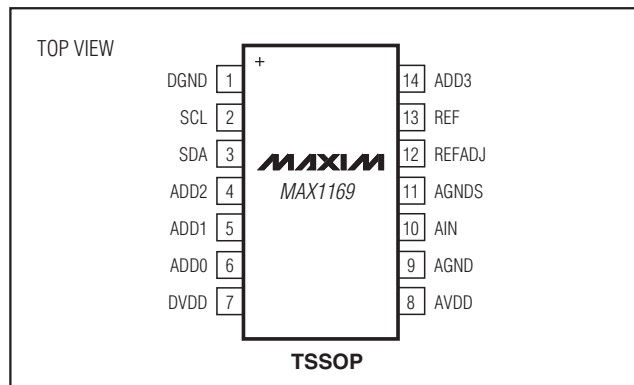 TOP VIEW
+
DGND 1
SCL 2
SDA 3
ADD2 4
ADD1 5
ADD0 6
DVDD 7
MAXIM
MAX1169
14 ADD3
13 REF
12 REFADJ
11 AGNDS
10 AIN
9 AGND
8 AVDD
TSSOP